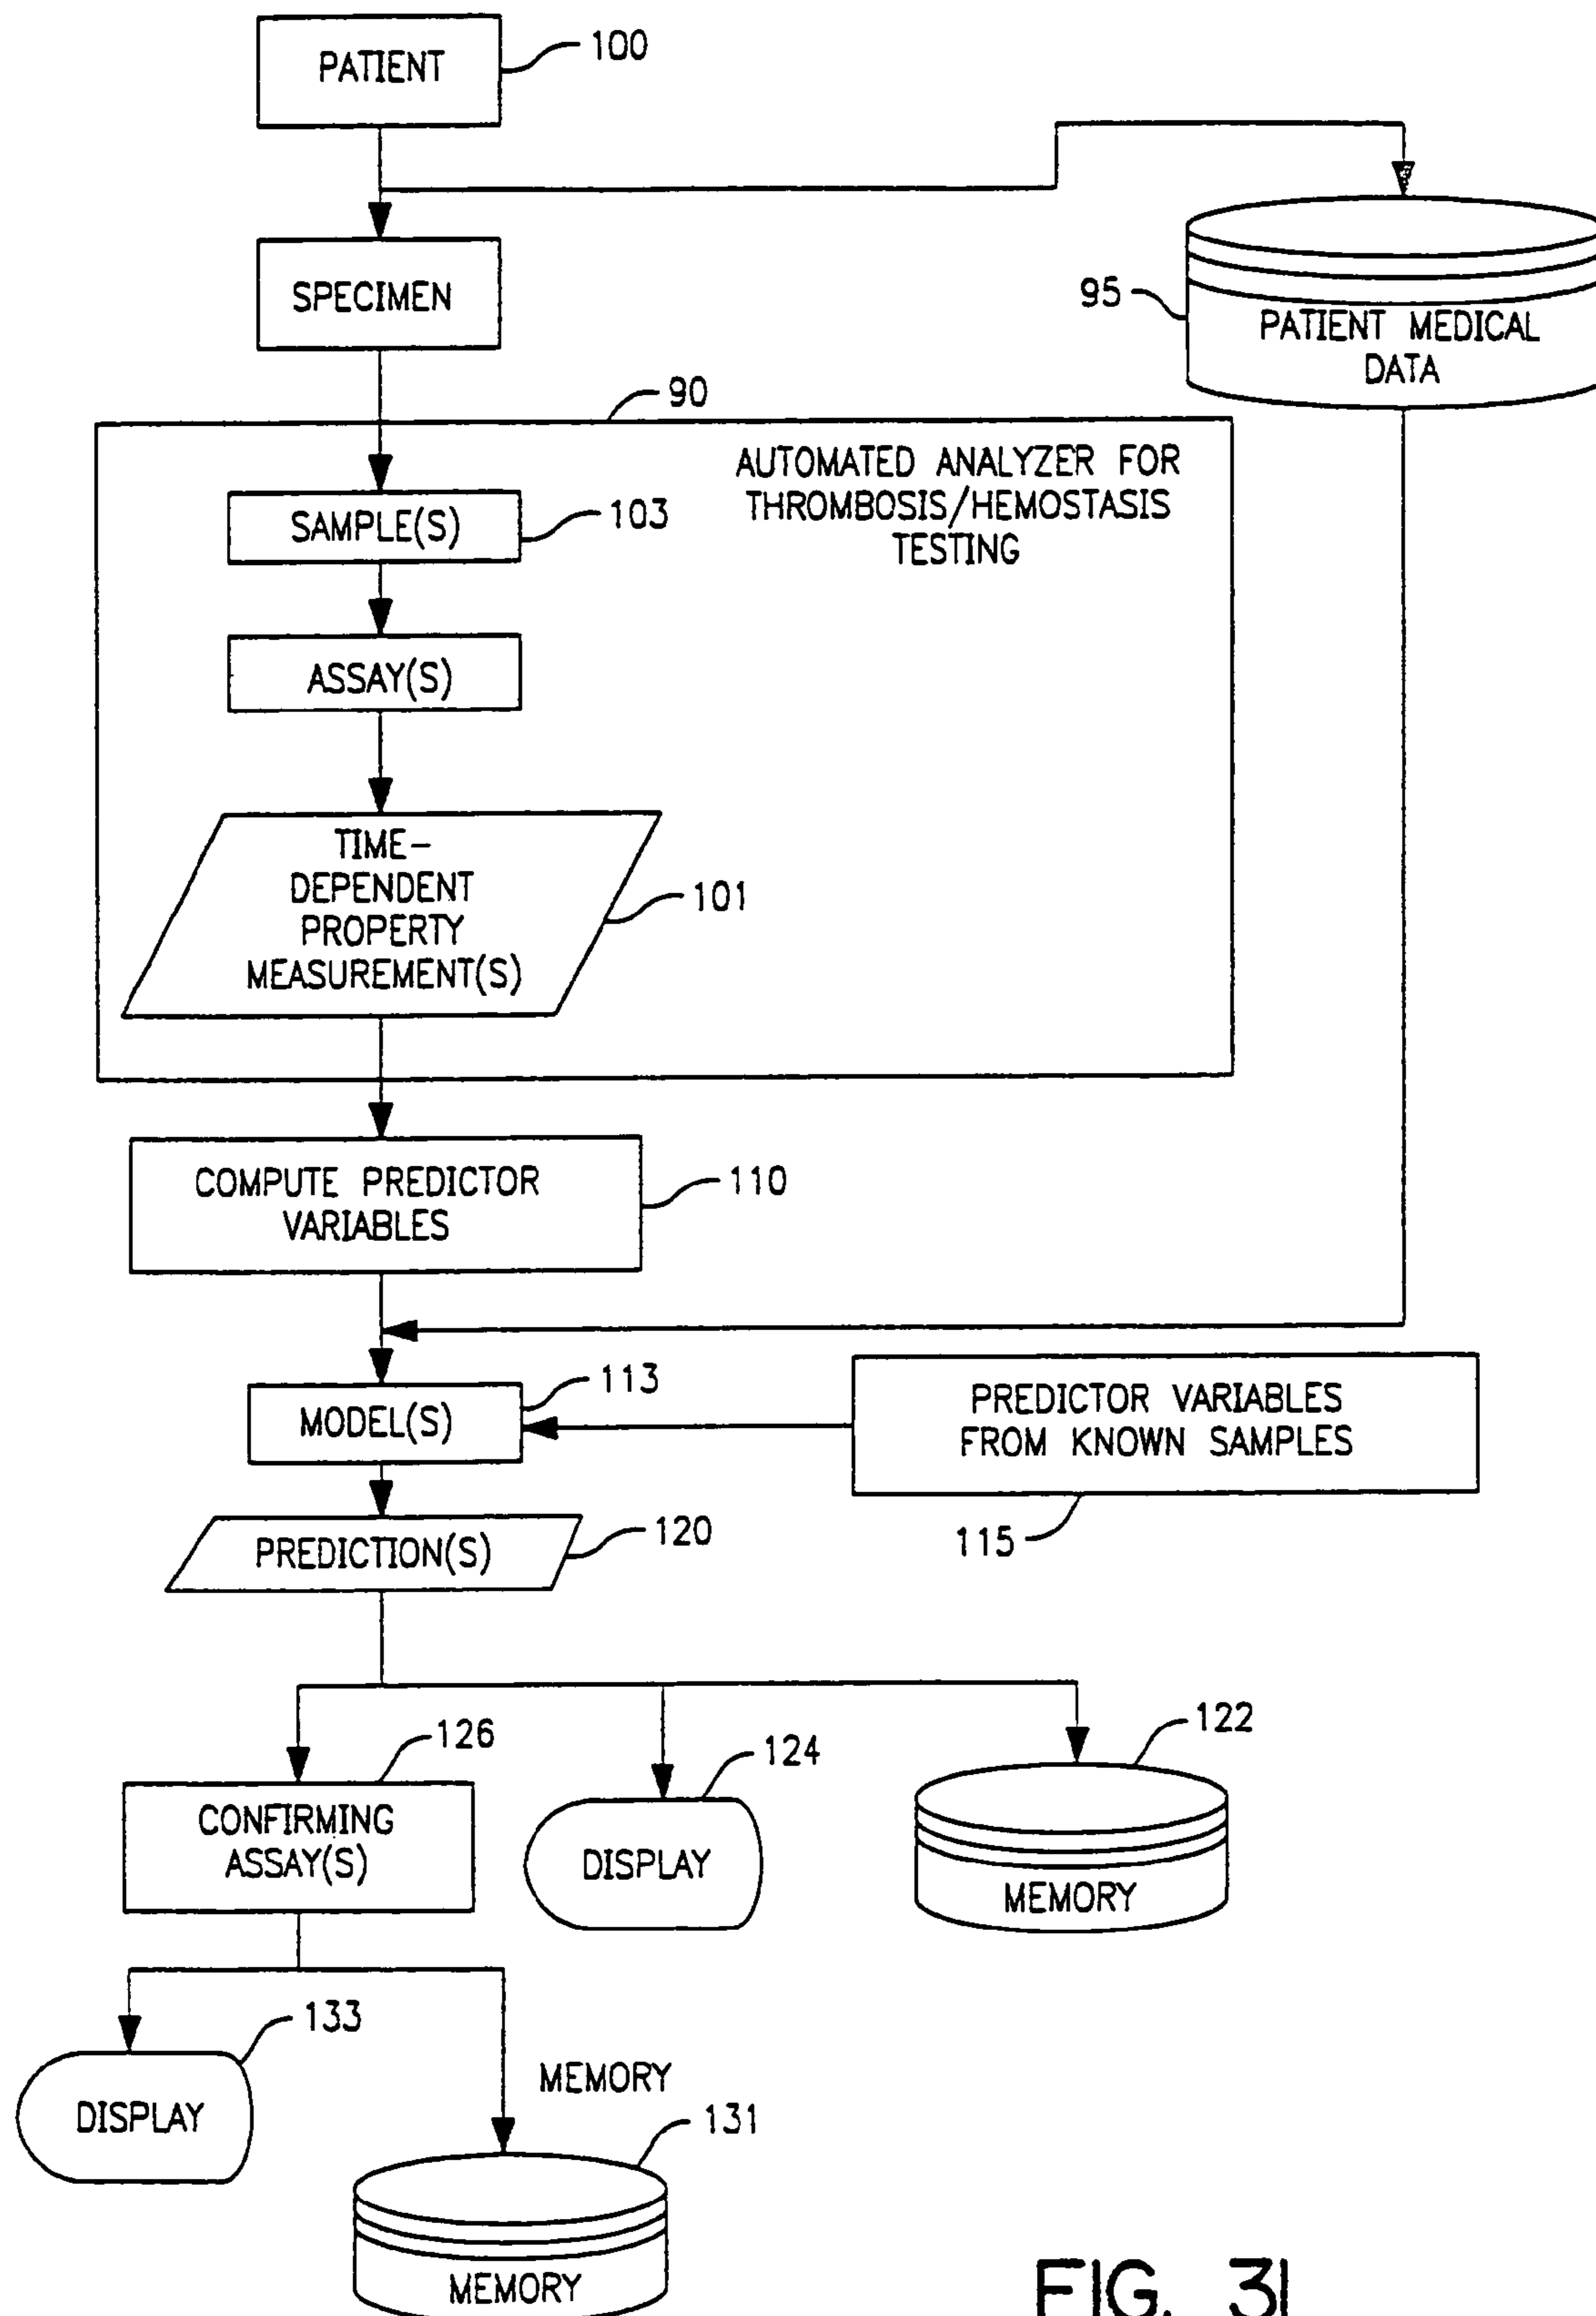 PATIENT
100
SPECIMEN
95
PATIENT MEDICAL
DATA
90
AUTOMATED ANALYZER FOR
THROMBOSIS/HEMOSTASIS
TESTING
SAMPLE(S)
103
ASSAY(S)
TIME-
DEPENDENT
PROPERTY
MEASUREMENT(S)
101
COMPUTE PREDICTOR
VARIABLES
110
MODEL(S)
113
PREDICTOR VARIABLES
FROM KNOWN SAMPLES
115
PREDICTION(S)
120
126
CONFIRMING
ASSAY(S)
124
DISPLAY
122
MEMORY
133
DISPLAY
MEMORY
131
MEMORY
FIG. 31